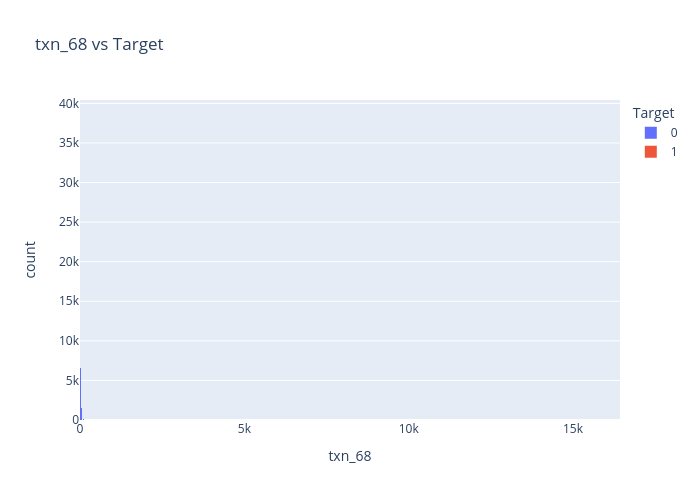 txn_68 vs Target
Target
0
1
40k
35k
30k
25k
20k
15k
10k
5k
0
count
0
5k
10k
15k
txn_68